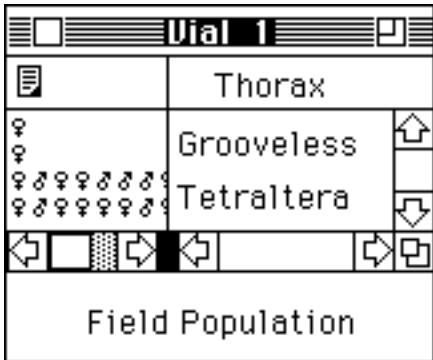 Vial 1
Thorax
Grooveless
Tetraltera
Field Population